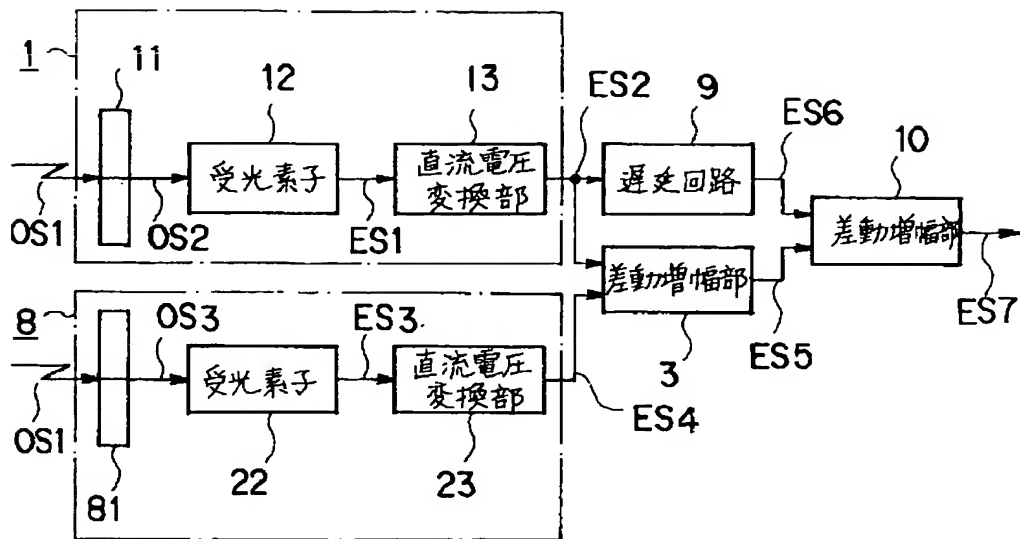 1
11
12
13
ES2
9
ES6
10
受光素子
直流電圧
変換部
遅延回路
差動増幅部
OS1
OS2
ES1
差動増幅部
ES7
8
OS3
ES3
3
ES5
受光素子
直流電圧
変換部
OS1
ES4
81
22
23